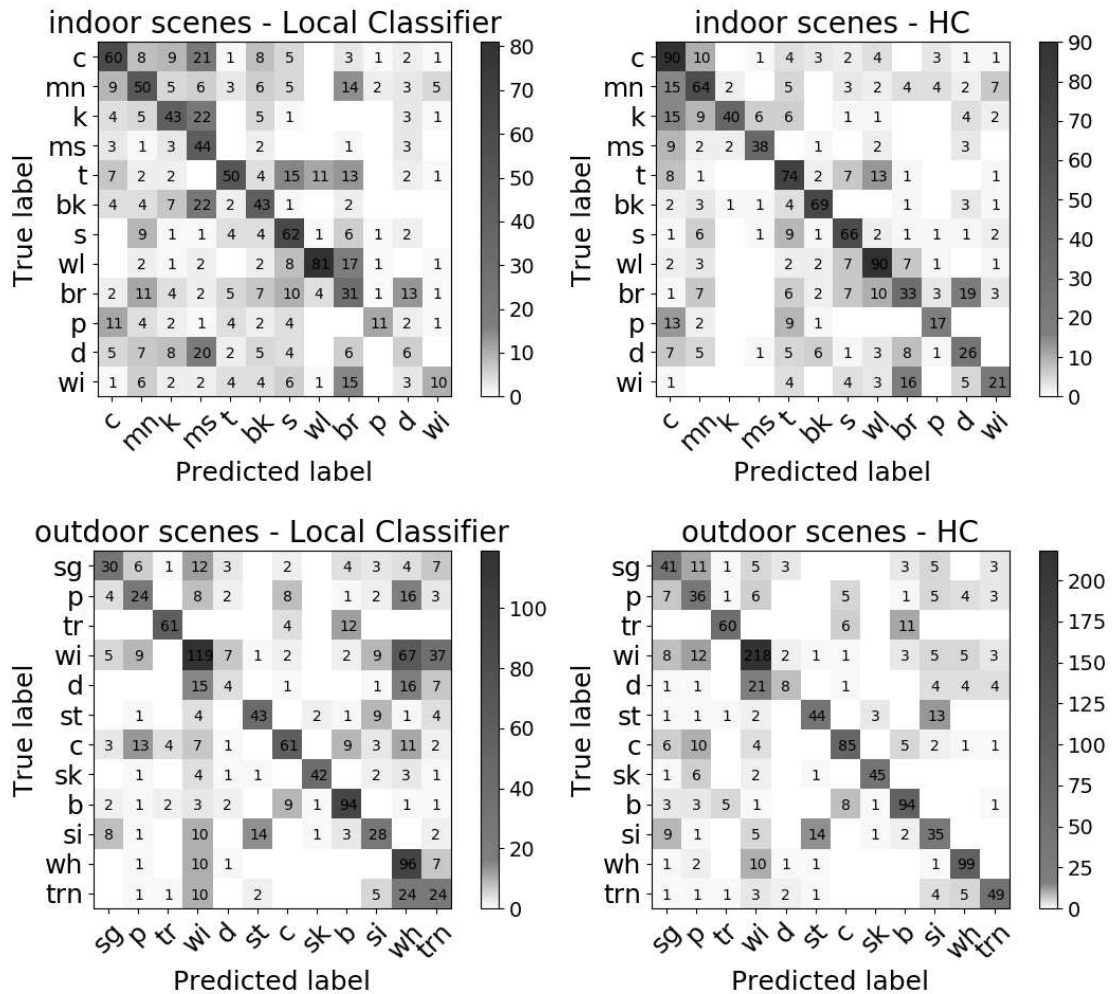 indoor scenes - Local Classifier
c 60 8 9 21 1 8 5 3 1 2 1
mn 9 50 5 6 3 6 5 14 2 3 5
k 4 5 43 22 5 1 3 1
ms 3 1 3 44 2 1 3
t 7 2 2 50 4 15 11 13 2 1
bk 4 4 7 22 2 43 1 2
s 9 1 1 4 4 62 1 6 1 2
wl 2 1 2 2 8 81 17 1 1
br 2 11 4 2 5 7 10 4 31 1 13
p 11 4 2 1 4 2 4 11 2 1
d 5 7 8 20 2 5 4 6 6
wi 1 6 2 2 4 4 6 1 15 3 10
c mn k ms t bk s wl br p d wi
True label
Predicted label
80
70
60
50
40
30
20
10
0
indoor scenes - HC
c 90 10 1 4 3 2 4 3 1 1
mn 15 64 2 5 3 2 4 4 2 7
k 15 9 40 6 6 1 1 4 2
ms 9 2 2 38 1 2 3
t 8 1 74 2 7 13 1 1
bk 2 3 1 1 4 69 1 3 1
s 1 6 1 9 1 66 2 1 1 1 2
wl 2 3 2 2 7 90 7 1 1
br 1 7 6 2 7 10 33 3 19 3
p 13 2 9 1 17
d 7 5 1 5 6 1 3 8 1 26
wi 1 4 4 3 16 5 21
c mn k ms t bk s wl br p d wi
True label
Predicted label
90
80
70
60
50
40
30
20
10
0
outdoor scenes - Local Classifier
sg 30 6 1 12 3 2 4 3 4 7
p 4 24 8 2 8 1 2 16 3
tr 61 4 12
wi 5 9 119 7 1 2 2 9 67 37
d 15 4 1 1 16 7
st 1 4 43 2 1 9 1 4
c 3 13 4 7 1 61 9 3 11 2
sk 1 4 1 1 42 2 3 1
b 2 1 2 3 2 9 1 94 1 1
si 8 1 10 14 1 3 28 2
wh 1 10 1 96 7
trn 1 1 10 2 5 24 24
sg p tr wi d st c sk b si wh trn
True label
Predicted label
100
80
60
40
20
0
outdoor scenes - HC
sg 41 11 1 5 3 3 5 3
p 7 36 1 6 5 1 5 4 3
tr 60 6 11
wi 8 12 218 2 1 1 3 5 5 3
d 1 1 21 8 1 4 4 4
st 1 1 1 2 44 3 13
c 6 10 4 85 5 2 1 1
sk 1 6 2 1 45
b 3 3 5 1 8 1 94 1
si 9 1 5 14 1 2 35
wh 1 2 10 1 1 1 99
trn 1 1 1 3 2 1 4 5 49
sg p tr wi d st c sk b si wh trn
True label
Predicted label
200
175
150
125
100
75
50
25
0